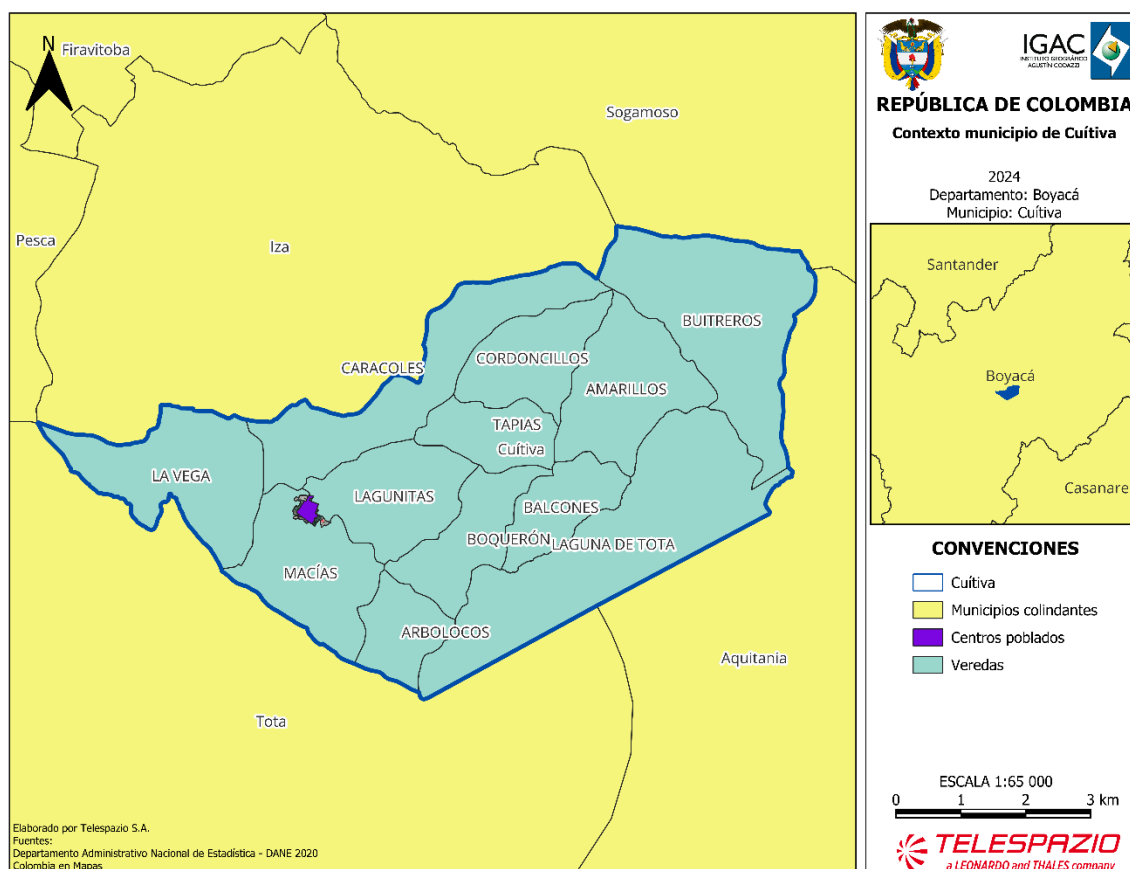 N
Firavitoba
Sogamoso
Pesca
Iza
BUITREROS
CORDONCILLOS
CARACOLES
AMARILLOS
TAPIAS
Cuítiva
LA VEGA
LAGUNITAS
BALCONES
BOQUERÓN
LAGUNA DE TOTA
MACÍAS
ARBOLOCOS
Aquitania
Tota
Elaborado por Telespazio S.A.
Fuentes:
Departamento Administrativo Nacional de Estadística - DANE 2020
Colombia en Mapas
IGAC
INSTITUTO GEOGRÁFICO
AGUSTÍN CODAZZI
REPÚBLICA DE COLOMBIA
Contexto municipio de Cuítiva
2024
Departamento: Boyacá
Municipio: Cuítiva
Santander
Boyacá
Casanare
CONVENCIONES
Cuítiva
Municipios colindantes
Centros poblados
Veredas
ESCALA 1:65 000
0 1 2 3 km
TELESPAZIO
a LEONARDO and THALES company